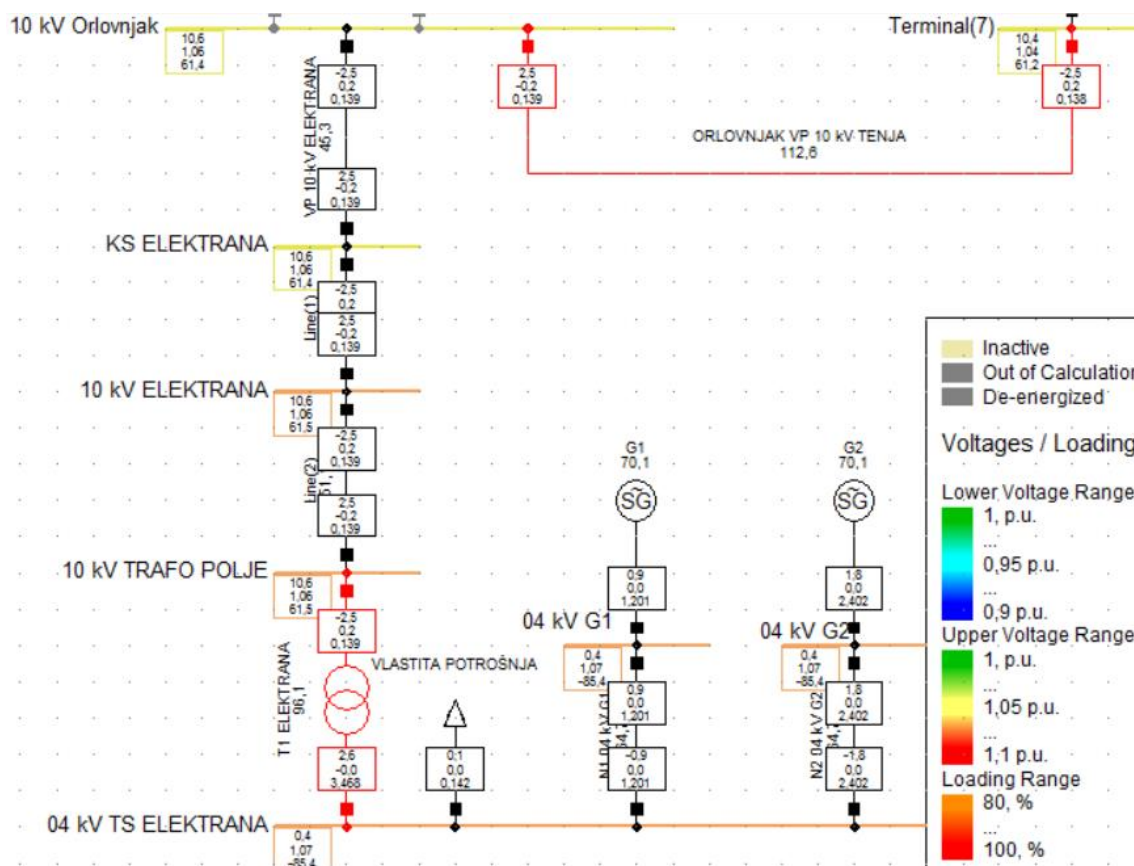 10 kV Orlovnjak
Terminal(7)
10,6
1,06
61,4
-2,5
0,2
0,139
2,5
-0,2
0,139
10,4
1,04
61,2
-2,5
0,2
0,138
VP 10 kV ELEKTRANA
45,3
ORLOVNJAK VP 10 kV TENJA
112,6
2,5
-0,2
0,139
KS ELEKTRANA
10,6
1,06
61,4
-2,5
0,2
Line(1)
2,5
-0,2
0,139
10 kV ELEKTRANA
10,6
1,06
61,5
-2,5
0,2
0,139
Line(2)
2,5
-0,2
0,139
10 kV TRAFO POLJE
10,6
1,06
61,5
-2,5
0,2
0,139
T1 ELEKTRANA
96,1
2,6
-0,0
3,468
VLASTITA POTROŠNJA
0,1
0,0
0,142
G1
70,1
SG
0,9
0,0
1,201
04 kV G1
0,4
1,07
-85,4
0,9
0,0
1,201
N1 04 kV G1
-0,9
0,0
1,201
G2
70,1
SG
1,8
0,0
2,402
04 kV G2
0,4
1,07
-85,4
1,8
0,0
2,402
N2 04 kV G2
-1,8
0,0
2,402
04 kV TS ELEKTRANA
0,4
1,07
-85,4
Inactive
Out of Calculation
De-energized
Voltages / Loading
Lower Voltage Range
1, p.u.
...
0,95 p.u.
...
0,9 p.u.
Upper Voltage Range
1, p.u.
...
1,05 p.u.
...
1,1 p.u.
Loading Range
80, %
...
100, %